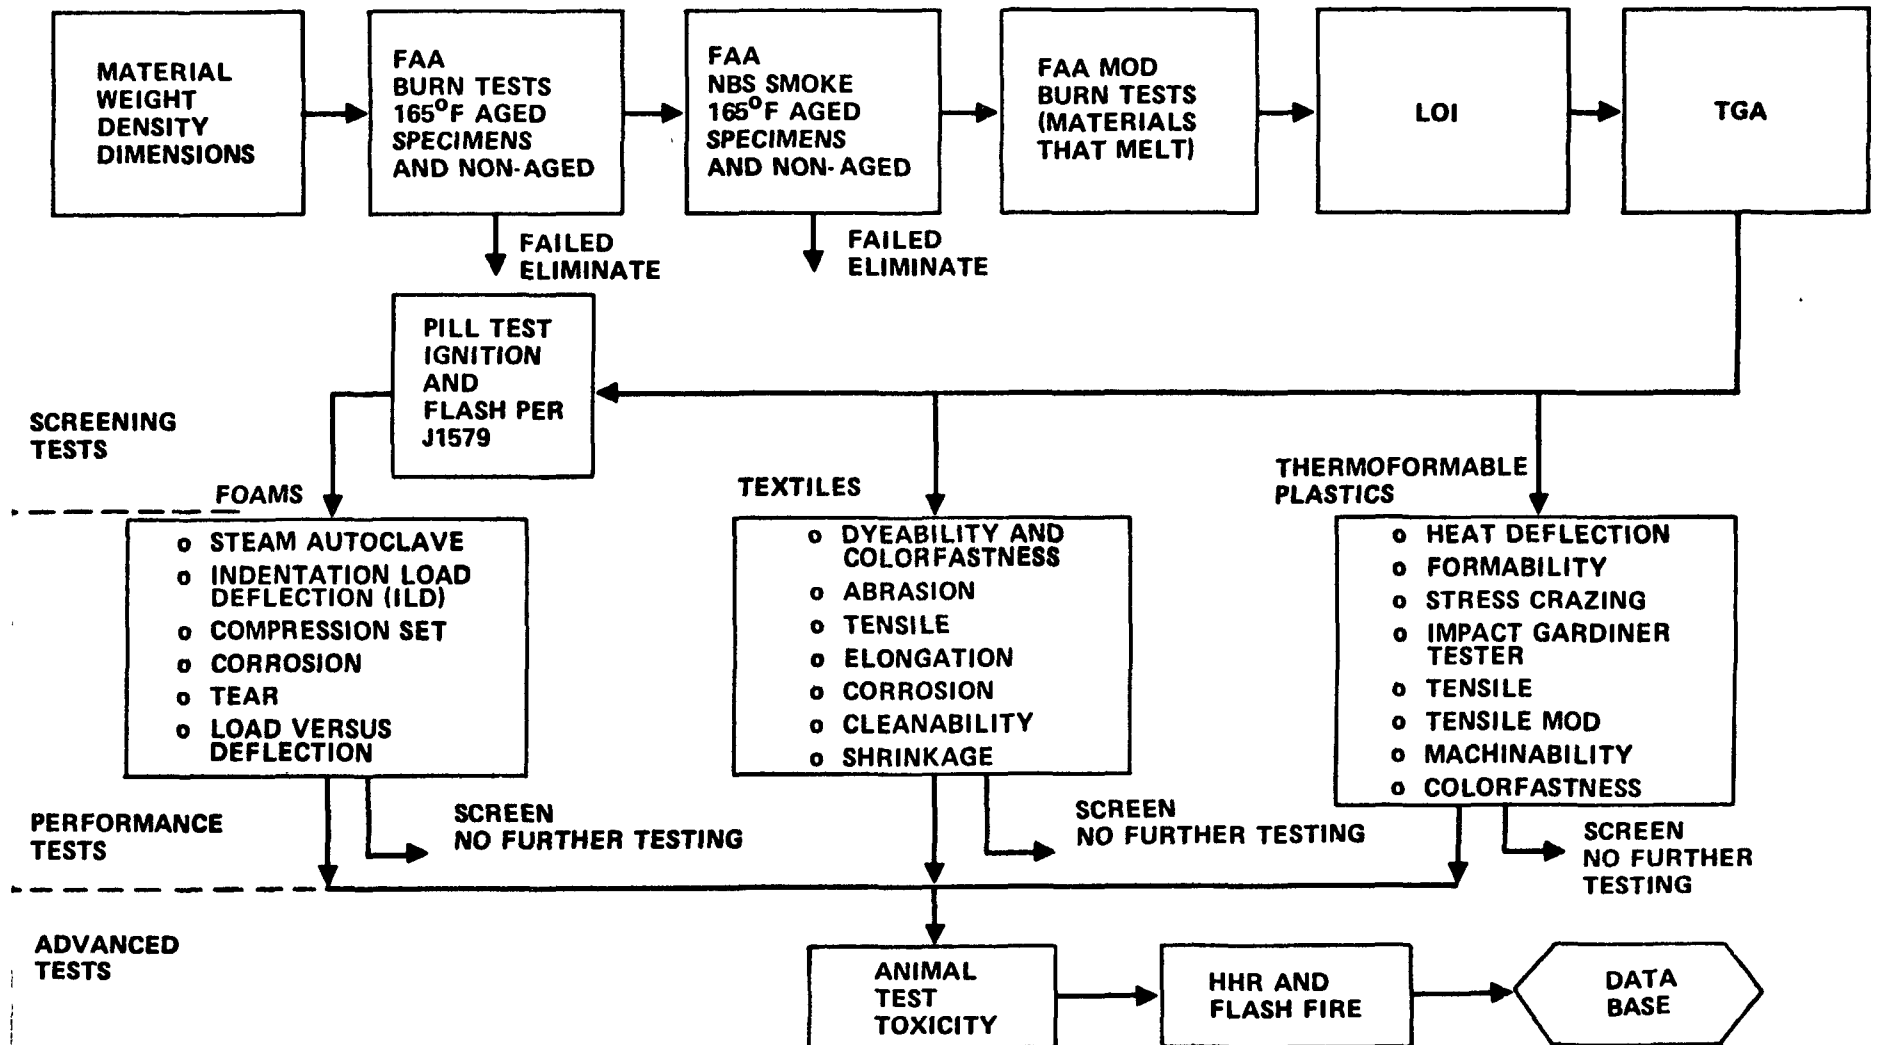 MATERIAL
WEIGHT
DENSITY
DIMENSIONS
FAA
BURN TESTS
165°F AGED
SPECIMENS
AND NON-AGED
FAA
NBS SMOKE
165°F AGED
SPECIMENS
AND NON-AGED
FAA MOD
BURN TESTS
(MATERIALS
THAT MELT)
LOI
TGA
FAILED
ELIMINATE
FAILED
ELIMINATE
PILL TEST
IGNITION
AND
FLASH PER
J1579
SCREENING
TESTS
FOAMS
TEXTILES
THERMOFORMABLE
PLASTICS
o STEAM AUTOCLAVE
o INDENTATION LOAD
DEFLECTION (ILD)
o COMPRESSION SET
o CORROSION
o TEAR
o LOAD VERSUS
DEFLECTION
o DYEABILITY AND
COLORFASTNESS
o ABRASION
o TENSILE
o ELONGATION
o CORROSION
o CLEANABILITY
o SHRINKAGE
o HEAT DEFLECTION
o FORMABILITY
o STRESS CRAZING
o IMPACT GARDINER
TESTER
o TENSILE
o TENSILE MOD
o MACHINABILITY
o COLORFASTNESS
PERFORMANCE
TESTS
SCREEN
NO FURTHER TESTING
SCREEN
NO FURTHER TESTING
SCREEN
NO FURTHER
TESTING
ADVANCED
TESTS
ANIMAL
TEST
TOXICITY
HHR AND
FLASH FIRE
DATA
BASE